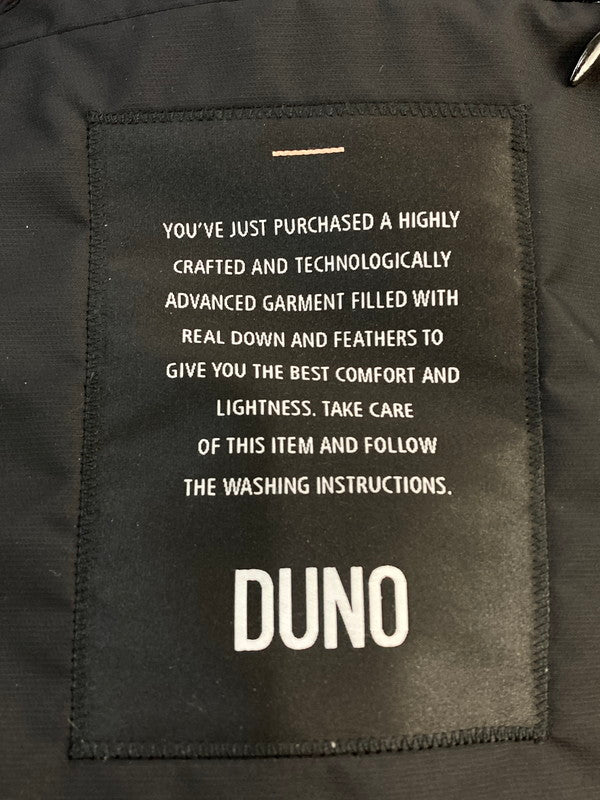 YOU'VE JUST PURCHASED A HIGHLY
CRAFTED AND TECHNOLOGICALLY
ADVANCED GARMENT FILLED WITH
REAL DOWN AND FEATHERS TO
GIVE YOU THE BEST COMFORT AND
LIGHTNESS. TAKE CARE
OF THIS ITEM AND FOLLOW
THE WASHING INSTRUCTIONS.
DUNO